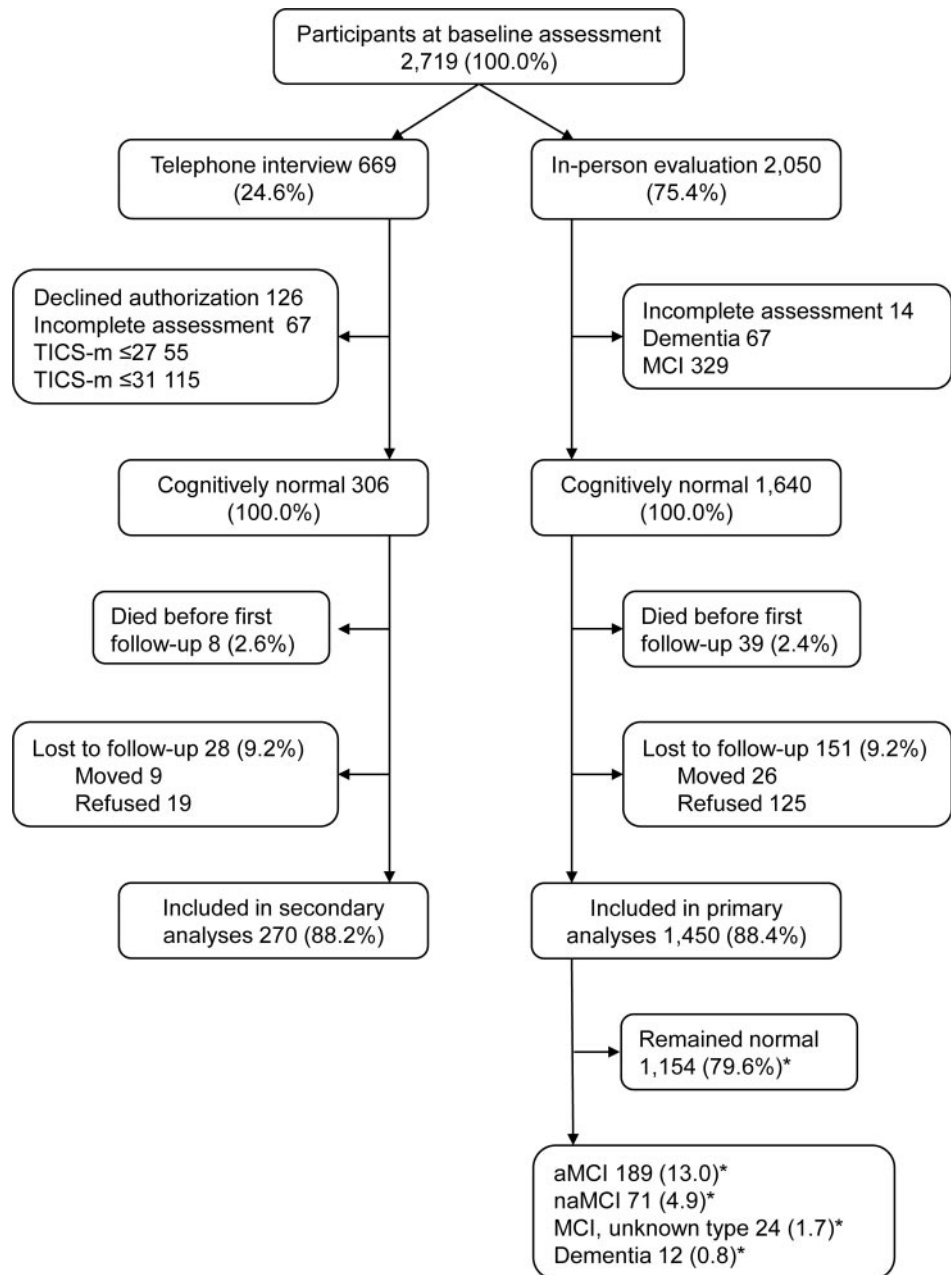 Participants at baseline assessment
2,719 (100.0%)
Telephone interview 669
(24.6%)
In-person evaluation 2,050
(75.4%)
Declined authorization 126
Incomplete assessment 67
TICS-m ≤27 55
TICS-m ≤31 115
Incomplete assessment 14
Dementia 67
MCI 329
Cognitively normal 306
(100.0%)
Cognitively normal 1,640
(100.0%)
Died before first
follow-up 8 (2.6%)
Died before first
follow-up 39 (2.4%)
Lost to follow-up 28 (9.2%)
Moved 9
Refused 19
Lost to follow-up 151 (9.2%)
Moved 26
Refused 125
Included in secondary
analyses 270 (88.2%)
Included in primary
analyses 1,450 (88.4%)
Remained normal
1,154 (79.6%)*
aMCI 189 (13.0)*
naMCI 71 (4.9)*
MCI, unknown type 24 (1.7)*
Dementia 12 (0.8)*